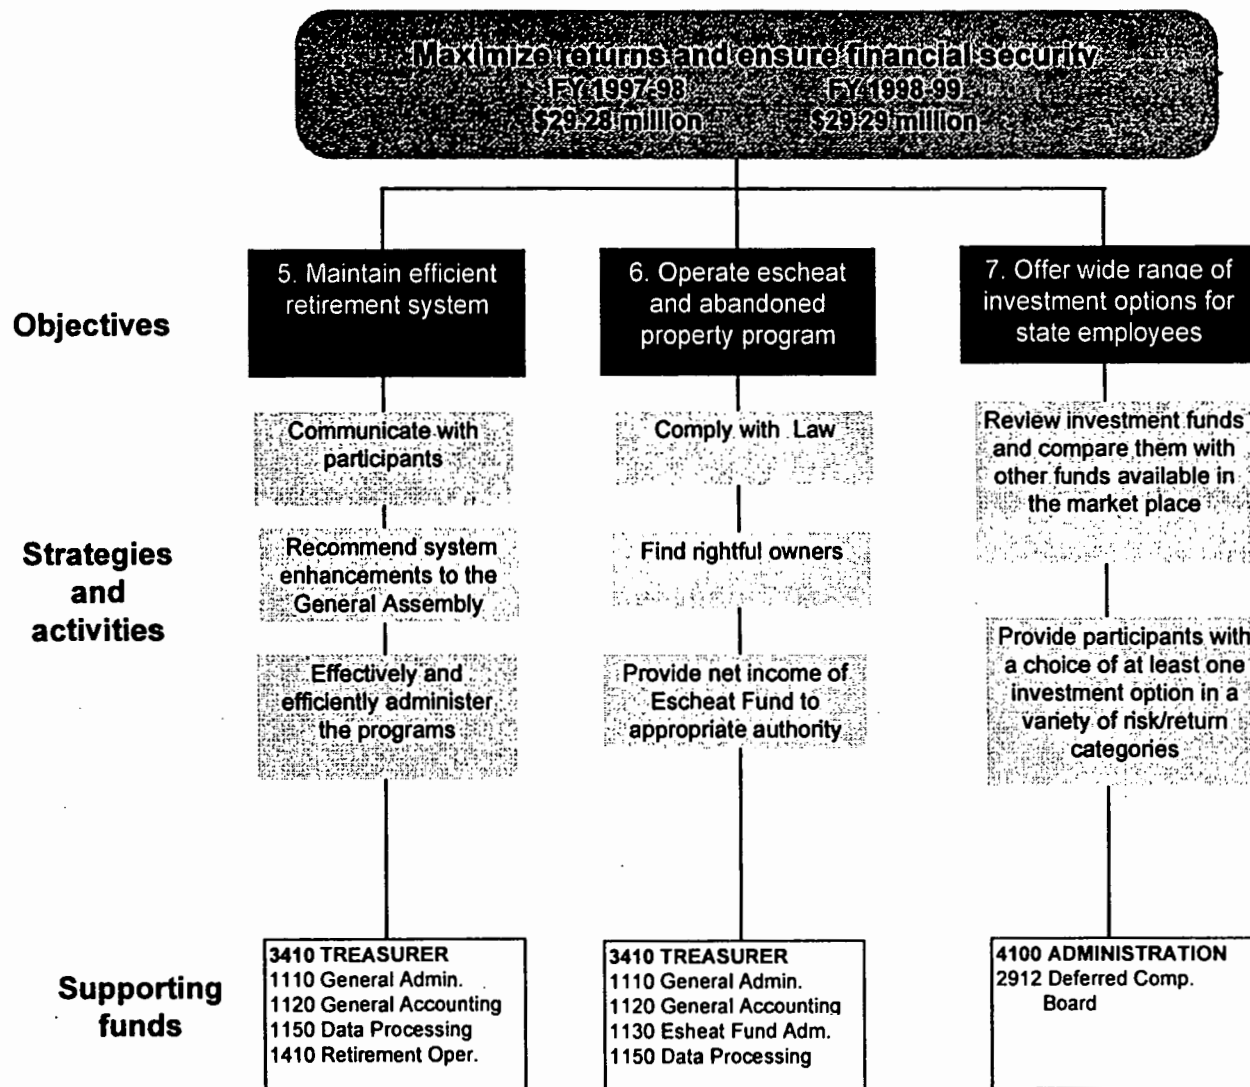 Maximize returns and ensure financial security
FY 1997-98 FY 1998-99
$29.28 million $29.29 million
Objectives
5. Maintain efficient
retirement system
6. Operate escheat
and abandoned
property program
7. Offer wide range of
investment options for
state employees
Strategies
and
activities
Communicate with
participants
Recommend system
enhancements to the
General Assembly
Effectively and
efficiently administer
the programs
Comply with Law
Find rightful owners
Provide net income of
Escheat Fund to
appropriate authority
Review investment funds
and compare them with
other funds available in
the market place
Provide participants with
a choice of at least one
investment option in a
variety of risk/return
categories
Supporting
funds
3410 TREASURER
1110 General Admin.
1120 General Accounting
1150 Data Processing
1410 Retirement Oper.
3410 TREASURER
1110 General Admin.
1120 General Accounting
1130 Esheat Fund Adm.
1150 Data Processing
4100 ADMINISTRATION
2912 Deferred Comp.
Board